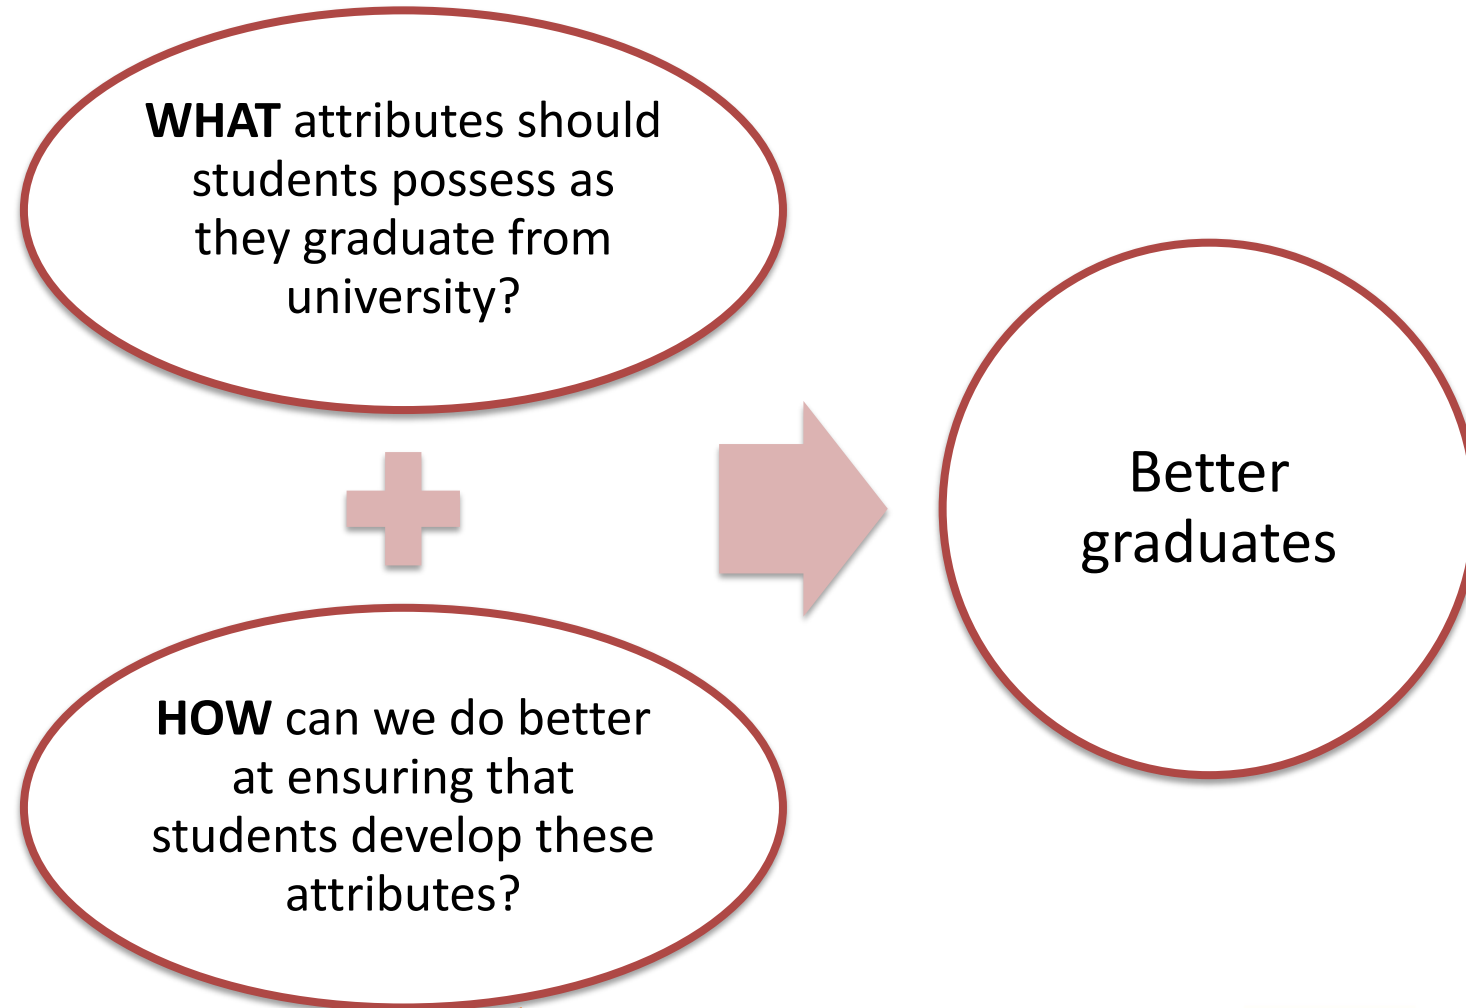 WHAT attributes should
students possess as
they graduate from
university?
HOW can we do better
at ensuring that
students develop these
attributes?
Better
graduates